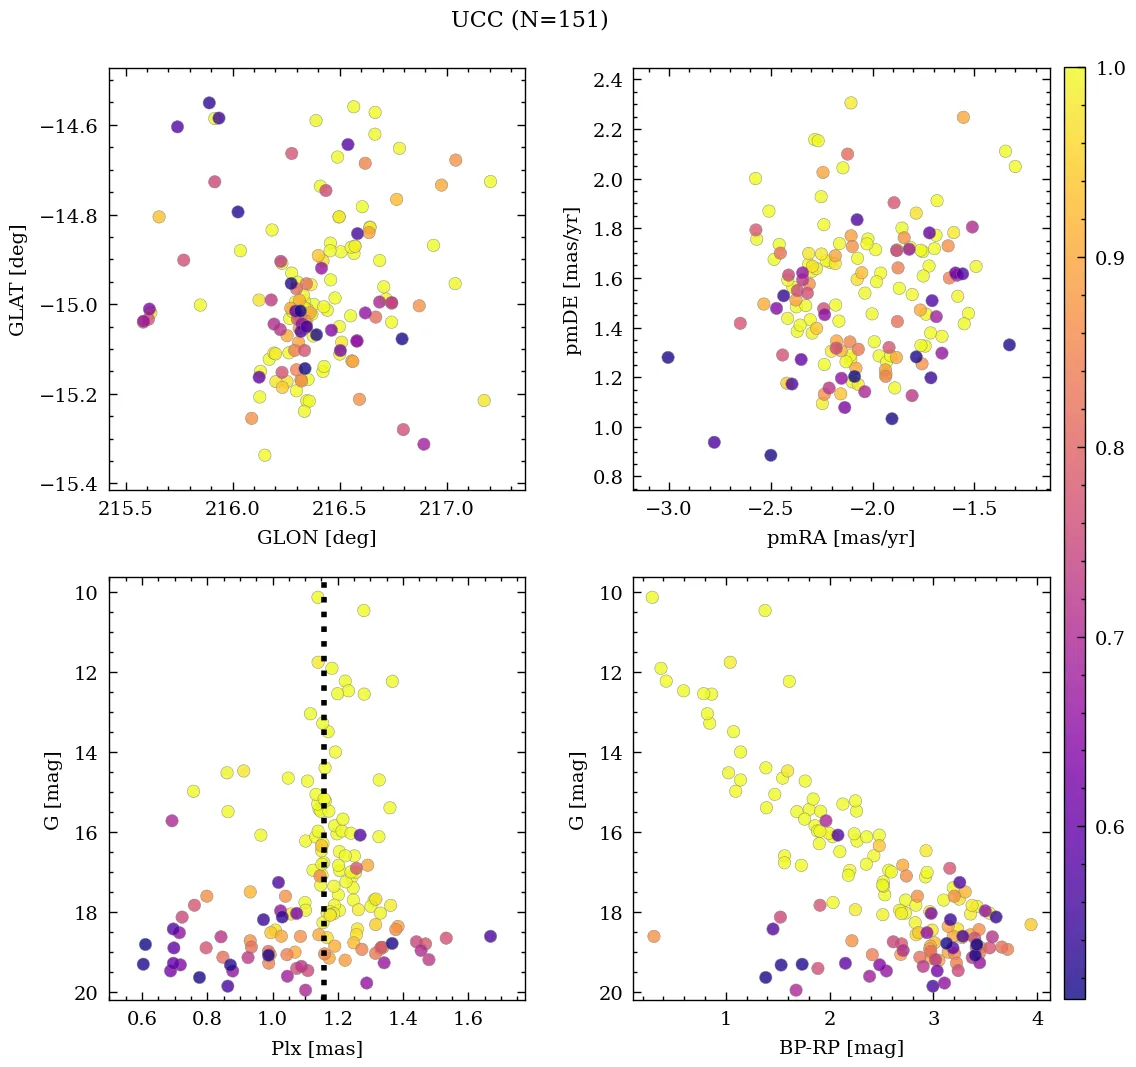 UCC (N=151)
−14.6
−14.8
−15.0
−15.2
−15.4
GLAT [deg]
215.5 216.0 216.5 217.0
GLON [deg]
2.4
2.2
2.0
1.8
1.6
1.4
1.2
1.0
0.8
pmDE [mas/yr]
−3.0 −2.5 −2.0 −1.5
pmRA [mas/yr]
1.0
0.9
0.8
0.7
0.6
10
12
14
16
18
20
G [mag]
0.6 0.8 1.0 1.2 1.4 1.6
Plx [mas]
10
12
14
16
18
20
G [mag]
1 2 3 4
BP-RP [mag]